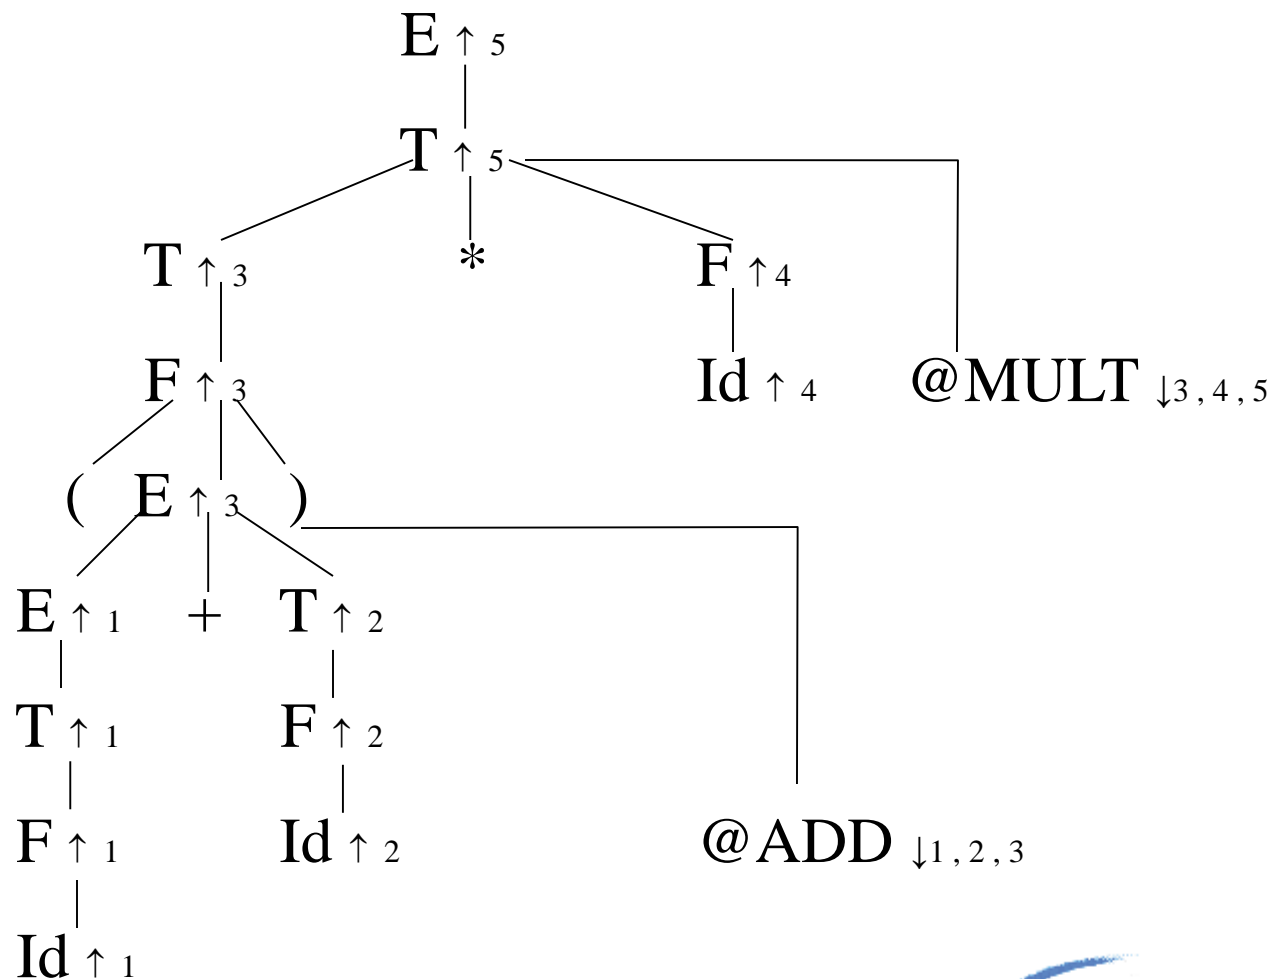 E ↑ 5
T ↑ 5
T ↑ 3 * F ↑ 4
F ↑ 3 Id ↑ 4 @MULT ↓3 , 4 , 5
( E ↑ 3 )
E ↑ 1 + T ↑ 2
T ↑ 1 F ↑ 2
F ↑ 1 Id ↑ 2 @ADD ↓1 , 2 , 3
Id ↑ 1